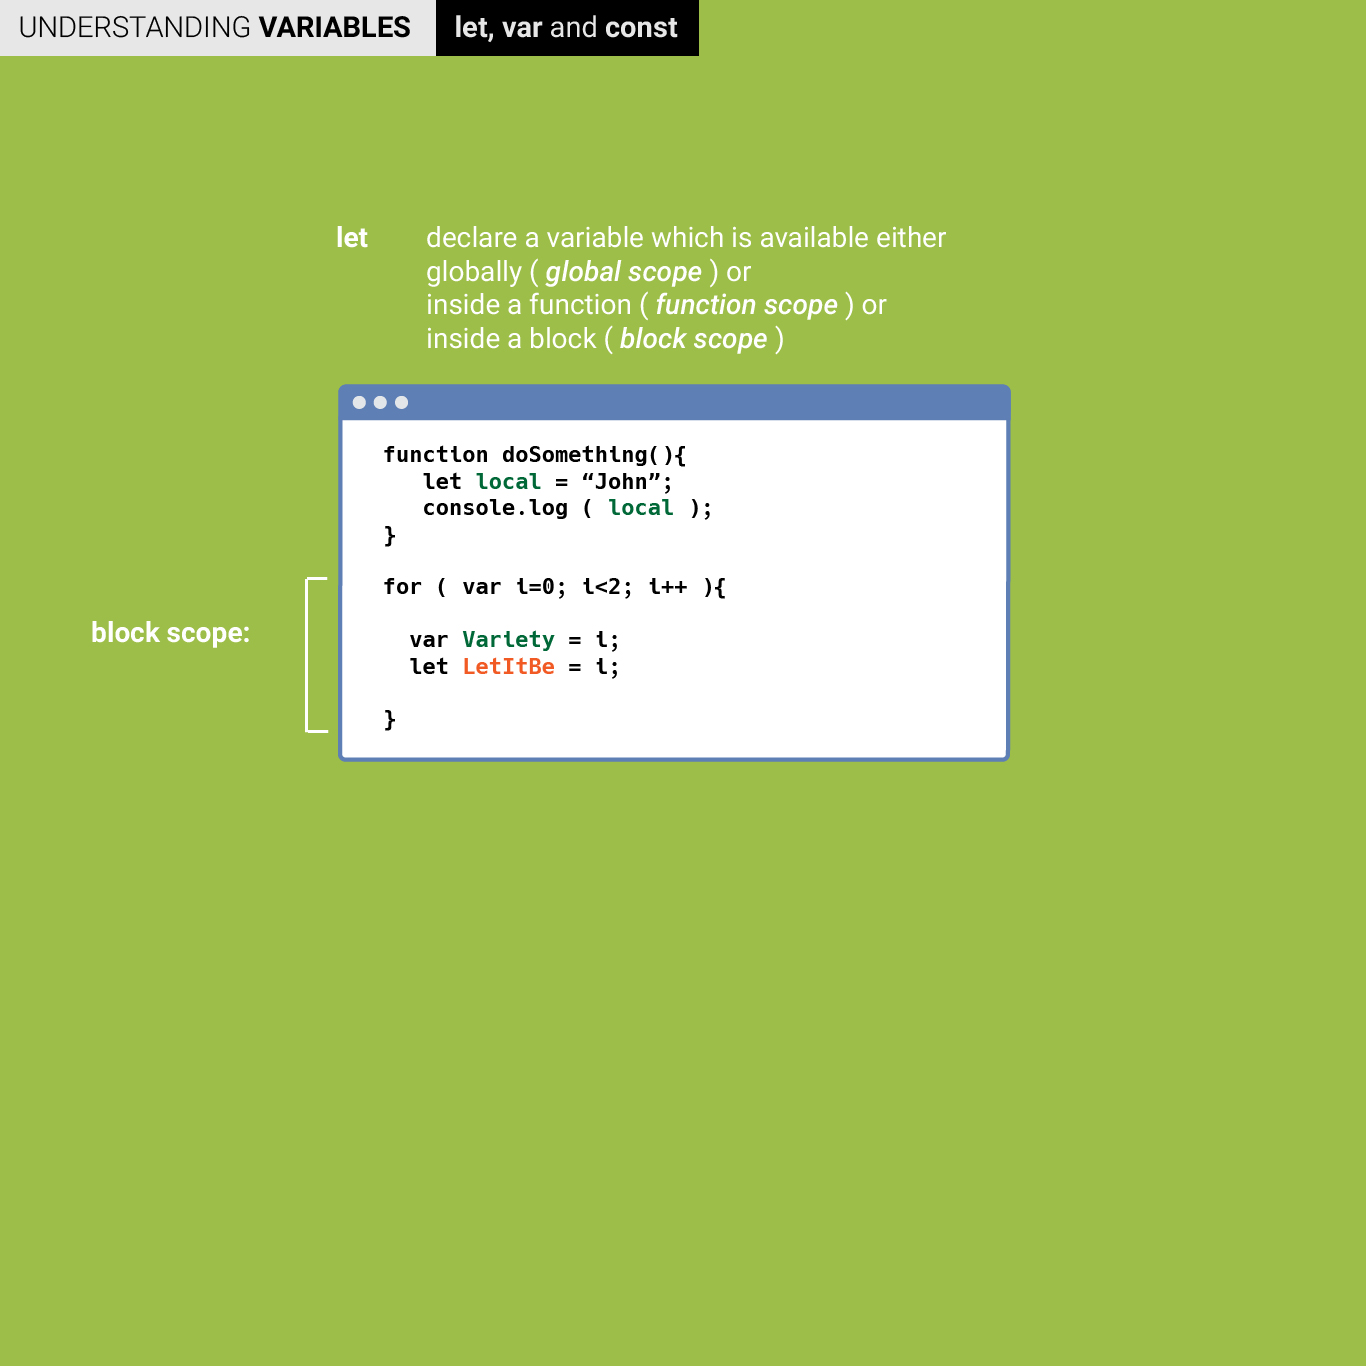 UNDERSTANDING VARIABLES let, var and const
let declare a variable which is available either
globally ( global scope ) or
inside a function ( function scope ) or
inside a block ( block scope )
function doSomething(){
let local = “John”;
console.log ( local );
}
for ( var i=0; i<2; i++ ){
block scope:
var Variety = i;
let LetItBe = i;
}